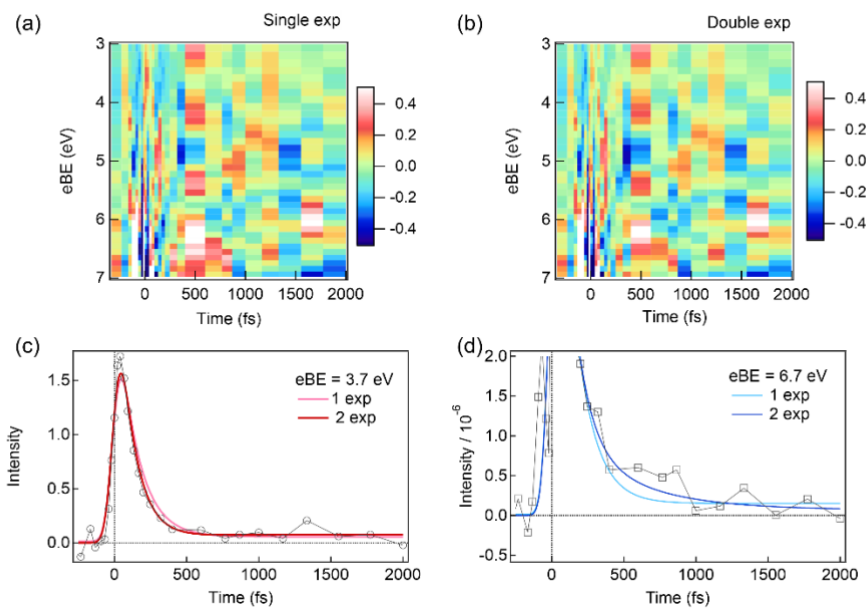 (a)
Single exp
3
4
5
6
7
eBE (eV)
0
500
1000
1500
2000
Time (fs)
0.4
0.2
0.0
-0.2
-0.4
(b)
Double exp
3
4
5
6
7
eBE (eV)
0
500
1000
1500
2000
Time (fs)
0.4
0.2
0.0
-0.2
-0.4
(c)
eBE = 3.7 eV
1 exp
2 exp
1.5
1.0
0.5
0.0
Intensity
0
500
1000
1500
2000
Time (fs)
(d)
eBE = 6.7 eV
1 exp
2 exp
2.0
1.5
1.0
0.5
0.0
-0.5
Intensity / 10⁻⁶
0
500
1000
1500
2000
Time (fs)